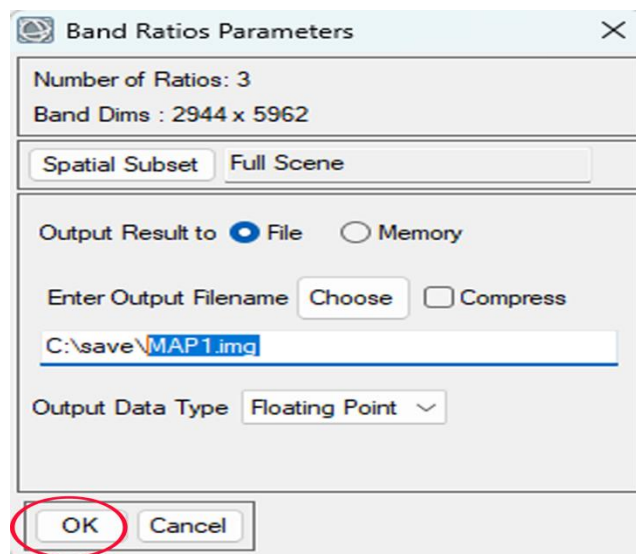 Band Ratios Parameters
Number of Ratios: 3
Band Dims : 2944 x 5962
Spatial Subset Full Scene
Output Result to File Memory
Enter Output Filename Choose Compress
C:\save\MAP1.img
Output Data Type Floating Point
OK Cancel